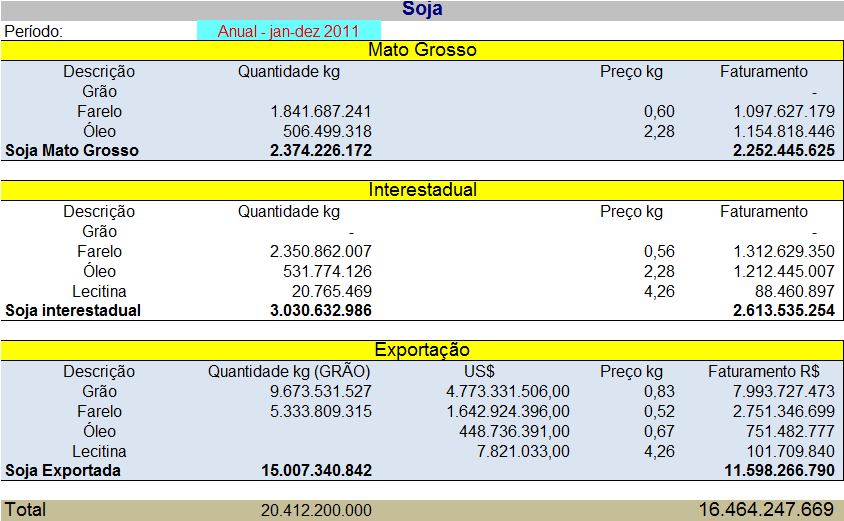 Soja
Período: Anual - jan-dez 2011
Mato Grosso
Descrição Quantidade kg Preço kg Faturamento
Grão -
Farelo 1.841.687.241 0,60 1.097.627.179
Óleo 506.499.318 2,28 1.154.818.446
Soja Mato Grosso 2.374.226.172 2.252.445.625
Interestadual
Descrição Quantidade kg Preço kg Faturamento
Grão - -
Farelo 2.350.862.007 0,56 1.312.629.350
Óleo 531.774.126 2,28 1.212.445.007
Lecitina 20.765.469 4,26 88.460.897
Soja interestadual 3.030.632.986 2.613.535.254
Exportação
Descrição Quantidade kg (GRÃO) US$ Preço kg Faturamento R$
Grão 9.673.531.527 4.773.331.506,00 0,83 7.993.727.473
Farelo 5.333.809.315 1.642.924.396,00 0,52 2.751.346.699
Óleo 448.736.391,00 0,67 751.482.777
Lecitina 7.821.033,00 4,26 101.709.840
Soja Exportada 15.007.340.842 11.598.266.790
Total 20.412.200.000 16.464.247.669